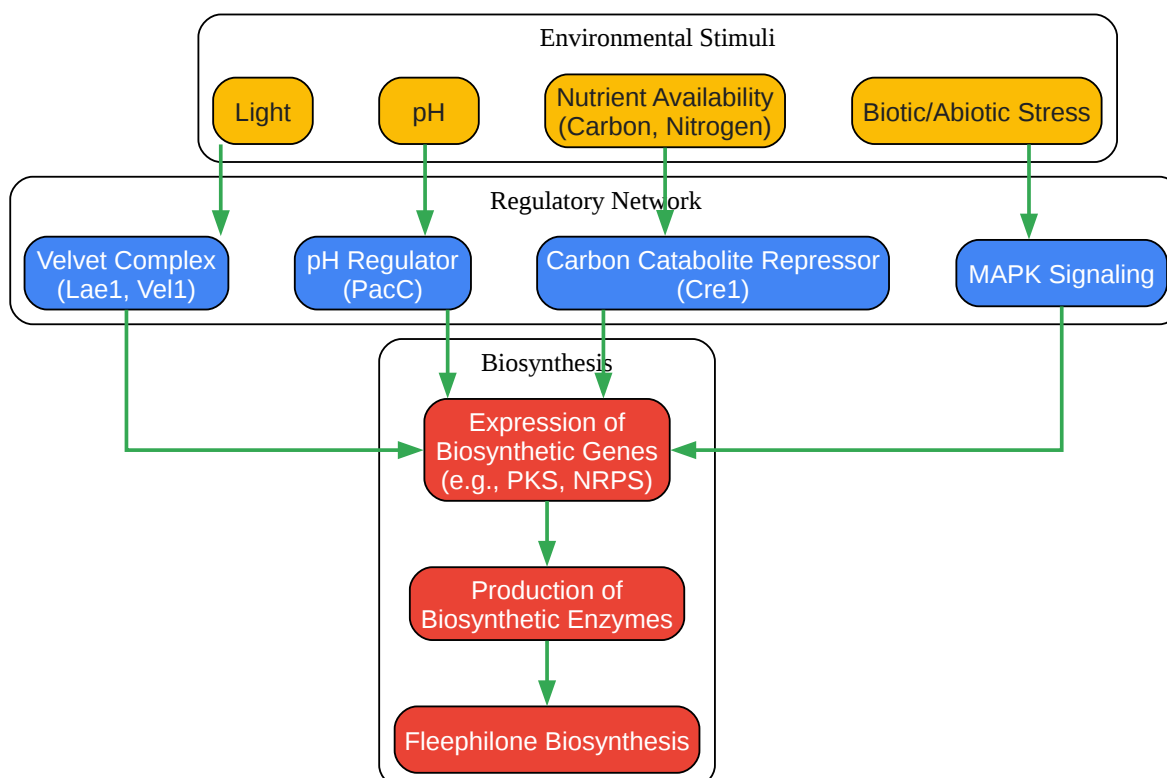 Environmental Stimuli
Light
pH
Nutrient Availability
(Carbon, Nitrogen)
Biotic/Abiotic Stress
Regulatory Network
Velvet Complex
(Lae1, Vel1)
pH Regulator
(PacC)
Carbon Catabolite Repressor
(Cre1)
MAPK Signaling
Biosynthesis
Expression of
Biosynthetic Genes
(e.g., PKS, NRPS)
Production of
Biosynthetic Enzymes
Fleephilone Biosynthesis